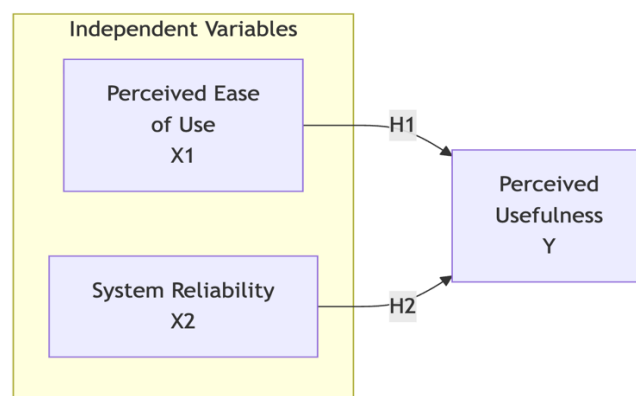 Independent Variables
Perceived Ease
of Use
X1
H1
Perceived
Usefulness
Y
System Reliability
X2
H2